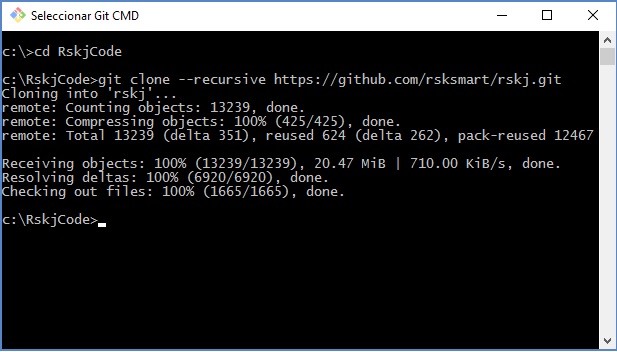 Seleccionar Git CMD
c:\>cd RskjCode
c:\RskjCode>git clone --recursive https://github.com/rsksmart/rskj.git
Cloning into 'rskj'...
remote: Counting objects: 13239, done.
remote: Compressing objects: 100% (425/425), done.
remote: Total 13239 (delta 351), reused 624 (delta 262), pack-reused 12467
Receiving objects: 100% (13239/13239), 20.47 MiB | 710.00 KiB/s, done.
Resolving deltas: 100% (6920/6920), done.
Checking out files: 100% (1665/1665), done.
c:\RskjCode>